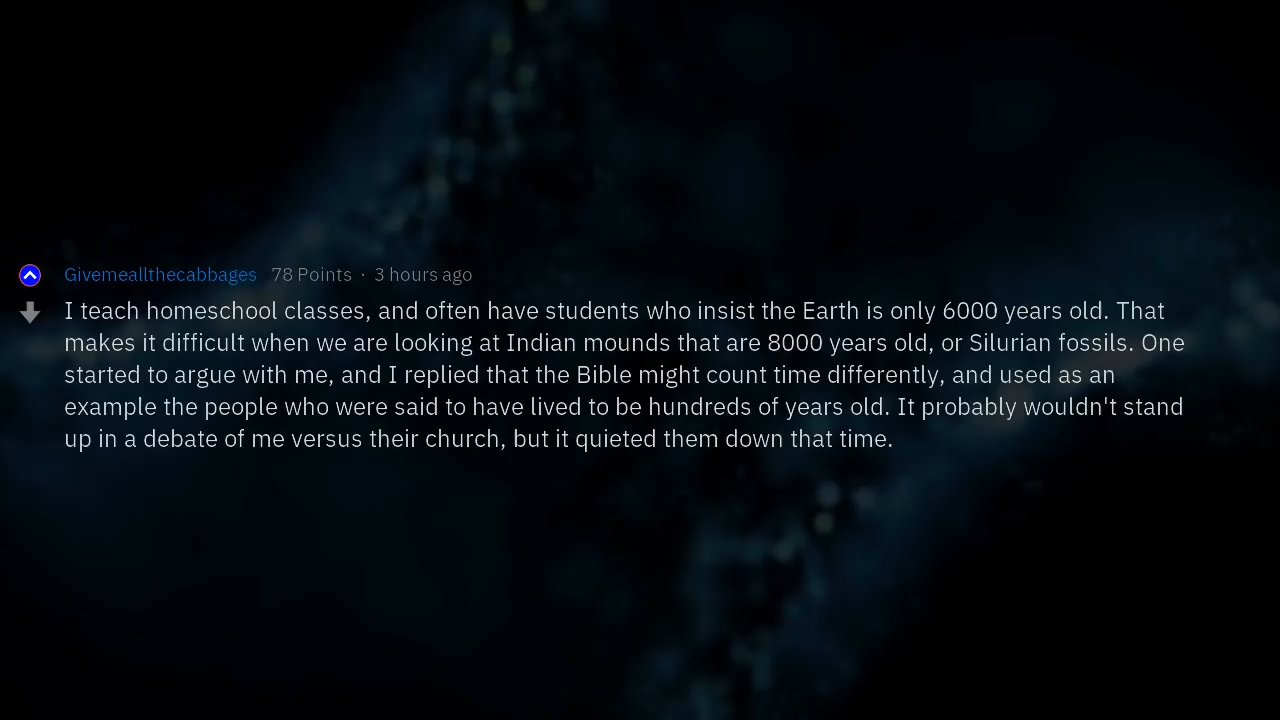 Givemeallthecabbages 78 Points · 3 hours ago
I teach homeschool classes, and often have students who insist the Earth is only 6000 years old. That
makes it difficult when we are looking at Indian mounds that are 8000 years old, or Silurian fossils. One
started to argue with me, and I replied that the Bible might count time differently, and used as an
example the people who were said to have lived to be hundreds of years old. It probably wouldn't stand
up in a debate of me versus their church, but it quieted them down that time.